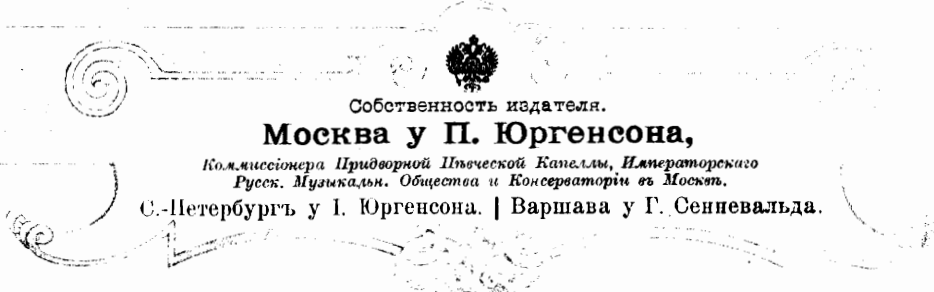 Собственность издателя.
Москва у П. Юргенсона,
Коммиссіонера Придворной Пѣвческой Капеллы, Императорскаго
Русск. Музыкальн. Общества и Консерваторіи въ Москвѣ.
С.-Петербургъ у І. Юргенсона. | Варшава у Г. Сенневальда.